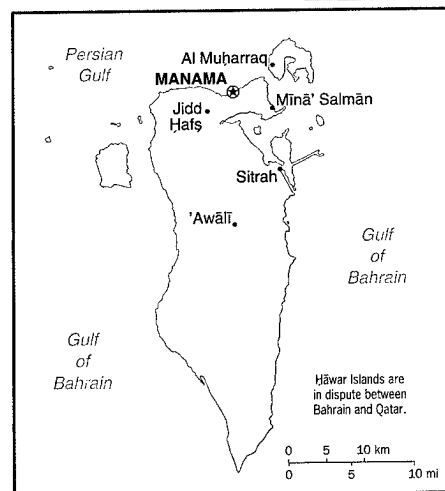 Persian
Gulf
Al Muḥarraq
MANAMA
Mīnā' Salmān
Jidd
Ḥafṣ
Sitrah
'Awālī
Gulf
of
Bahrain
Gulf
of
Bahrain
Ḥāwar Islands are
in dispute between
Bahrain and Qatar.
0 5 10 km
0 5 10 mi